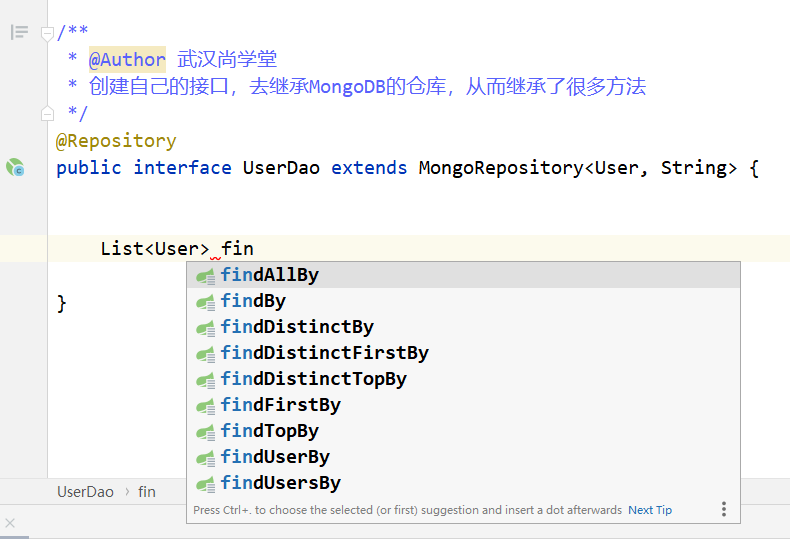 /**
* @Author 武汉尚学堂
* 创建自己的接口，去继承MongoDB的仓库，从而继承了很多方法
*/
@Repository
public interface UserDao extends MongoRepository<User, String> {
List<User> fin
findAllBy
findBy
findDistinctBy
findDistinctFirstBy
findDistinctTopBy
findFirstBy
findTopBy
findUserBy
findUsersBy
Press Ctrl+. to choose the selected (or first) suggestion and insert a dot afterwards Next Tip
}
UserDao › fin